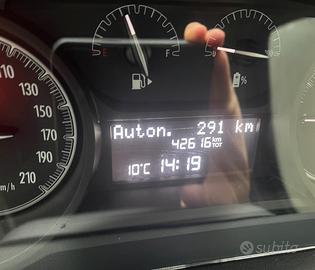 E F
%
110
130
150
170
190
210
km/h
Auton. 291 km
42616 km TOT
10°C 14:19
subito